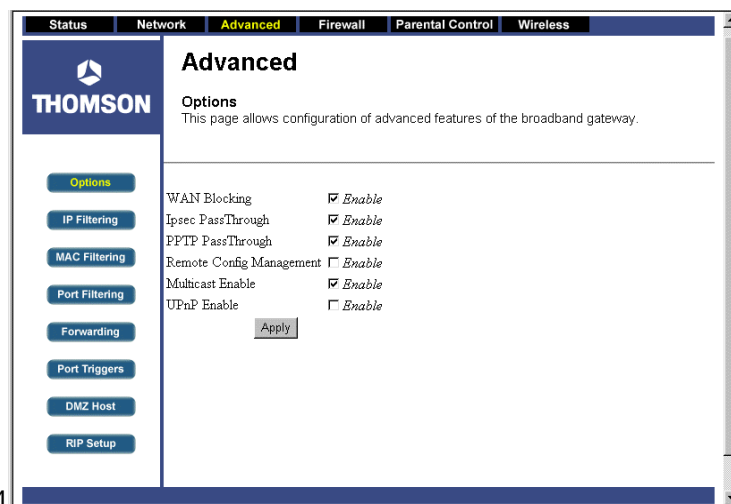 Status Network Advanced Firewall Parental Control Wireless
THOMSON
Advanced
Options
This page allows configuration of advanced features of the broadband gateway.
Options
IP Filtering
MAC Filtering
Port Filtering
Forwarding
Port Triggers
DMZ Host
RIP Setup
WAN Blocking Enable
Ipsec PassThrough Enable
PPTP PassThrough Enable
Remote Config Management Enable
Multicast Enable Enable
UPnP Enable Enable
Apply